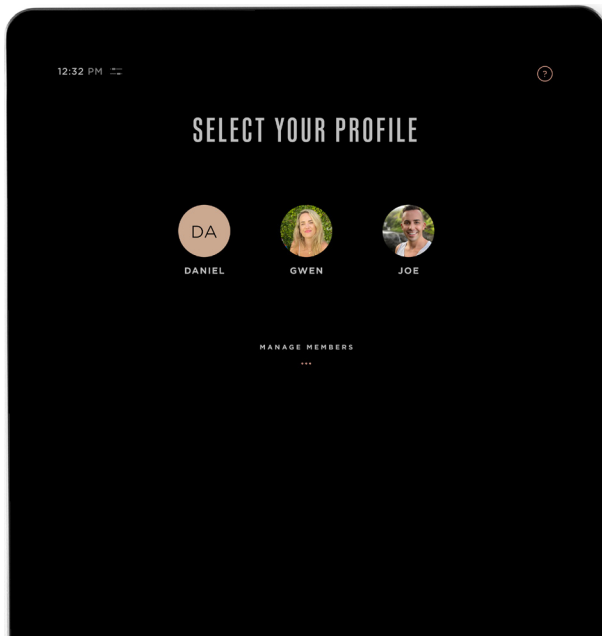 12:32 PM
?
SELECT YOUR PROFILE
DA
DANIEL GWEN JOE
MANAGE MEMBERS
...